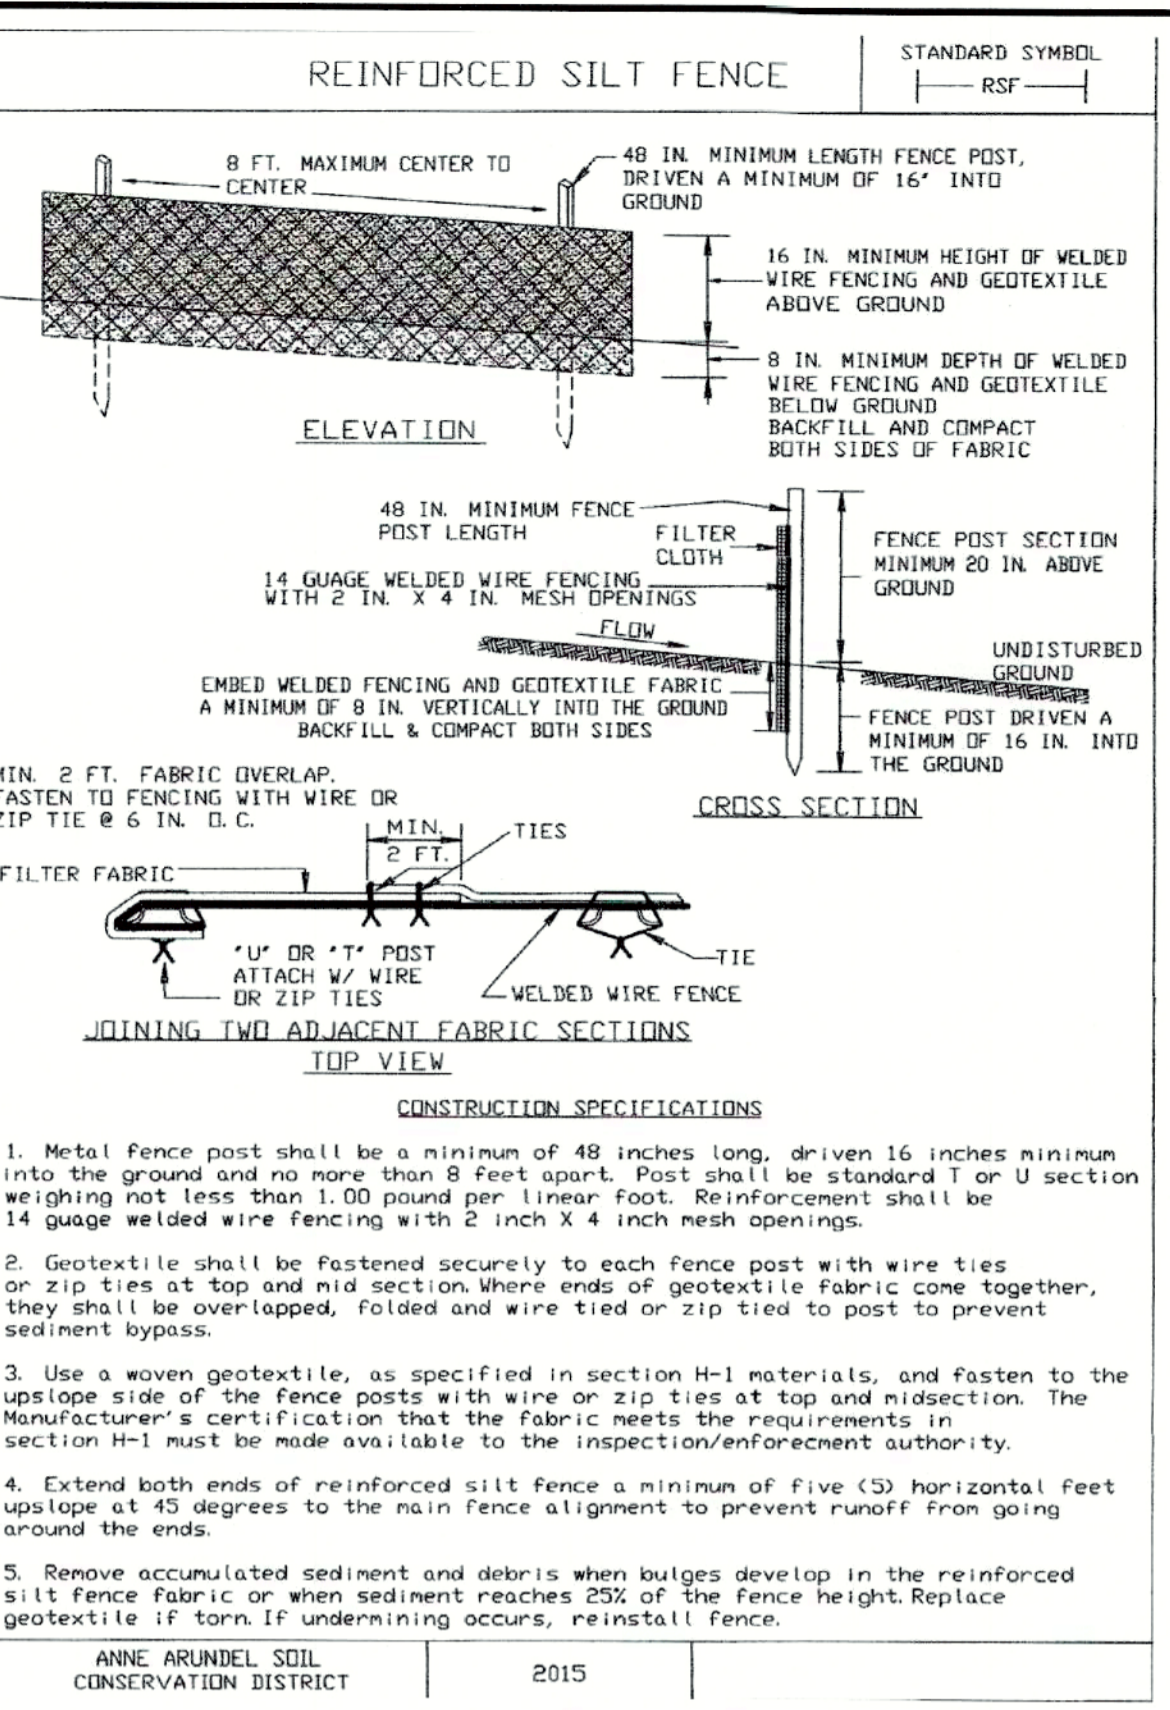 REINFORCED SILT FENCE
STANDARD SYMBOL
RSF
8 FT. MAXIMUM CENTER TO
CENTER
48 IN. MINIMUM LENGTH FENCE POST,
DRIVEN A MINIMUM OF 16" INTO
GROUND
16 IN. MINIMUM HEIGHT OF WELDED
WIRE FENCING AND GEOTEXTILE
ABOVE GROUND
8 IN. MINIMUM DEPTH OF WELDED
WIRE FENCING AND GEOTEXTILE
BELOW GROUND
BACKFILL AND COMPACT
BOTH SIDES OF FABRIC
ELEVATION
48 IN. MINIMUM FENCE
POST LENGTH
FILTER
CLOTH
14 GUAGE WELDED WIRE FENCING
WITH 2 IN. X 4 IN. MESH OPENINGS
FLOW
EMBED WELDED FENCING AND GEOTEXTILE FABRIC
A MINIMUM OF 8 IN. VERTICALLY INTO THE GROUND
BACKFILL & COMPACT BOTH SIDES
FENCE POST SECTION
MINIMUM 20 IN. ABOVE
GROUND
UNDISTURBED
GROUND
FENCE POST DRIVEN A
MINIMUM OF 16 IN. INTO
THE GROUND
CROSS SECTION
MIN. 2 FT. FABRIC OVERLAP.
FASTEN TO FENCING WITH WIRE OR
ZIP TIE @ 6 IN. O.C.
MIN.
2 FT.
TIES
FILTER FABRIC
"U" OR "T" POST
ATTACH W/ WIRE
OR ZIP TIES
TIE
WELDED WIRE FENCE
JOINING TWO ADJACENT FABRIC SECTIONS
TOP VIEW
CONSTRUCTION SPECIFICATIONS
1. Metal fence post shall be a minimum of 48 inches long, driven 16 inches minimum
into the ground and no more than 8 feet apart. Post shall be standard T or U section
weighing not less than 1.00 pound per linear foot. Reinforcement shall be
14 guage welded wire fencing with 2 inch X 4 inch mesh openings.
2. Geotextile shall be fastened securely to each fence post with wire ties
or zip ties at top and mid section. Where ends of geotextile fabric come together,
they shall be overlapped, folded and wire tied or zip tied to post to prevent
sediment bypass.
3. Use a woven geotextile, as specified in section H-1 materials, and fasten to the
upslope side of the fence posts with wire or zip ties at top and midsection. The
Manufacturer's certification that the fabric meets the requirements in
section H-1 must be made available to the inspection/enforecment authority.
4. Extend both ends of reinforced silt fence a minimum of five (5) horizontal feet
upslope at 45 degrees to the main fence alignment to prevent runoff from going
around the ends.
5. Remove accumulated sediment and debris when bulges develop in the reinforced
silt fence fabric or when sediment reaches 25% of the fence height. Replace
geotextile if torn. If undermining occurs, reinstall fence.
ANNE ARUNDEL SOIL
CONSERVATION DISTRICT
2015